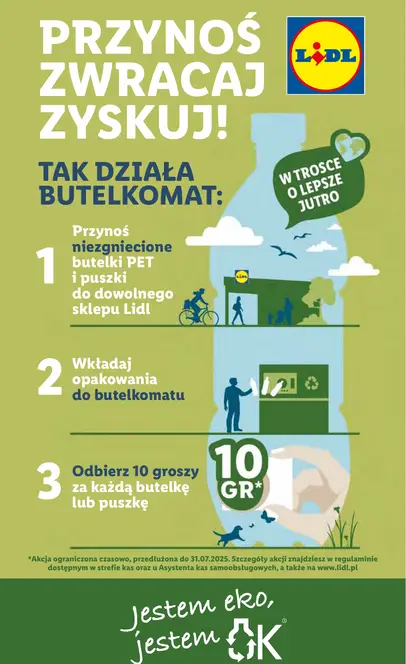 PRZYNOŚ
ZWRACAJ
ZYSKUJ!
LIDL
TAK DZIAŁA
BUTELKOMAT:
W TROSCE
O LEPSZE
JUTRO
1
Przynoś
niezgniecione
butelki PET
i puszki
do dowolnego
sklepu Lidl
LIDL
2
Wkładaj
opakowania
do butelkomatu
3
Odbierz 10 groszy
za każdą butelkę
lub puszkę
10
GR*
*Akcja ograniczona czasowo, przedłużona do 31.07.2025. Szczegóły akcji znajdziesz w regulaminie
dostępnym w strefie kas oraz u Asystenta kas samoobsługowych, a także na www.lidl.pl
jestem eko,
jestem OK®